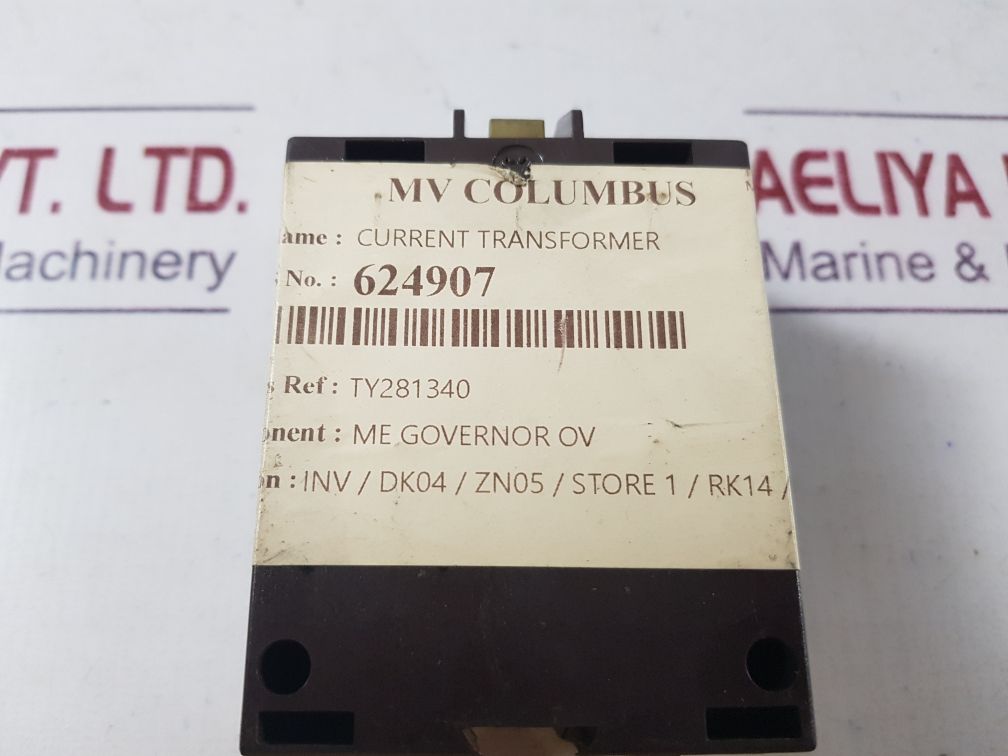 MV COLUMBUS
ame : CURRENT TRANSFORMER
s No. : 624907
s Ref : TY281340
onent : ME GOVERNOR OV
on : INV / DK04 / ZN05 / STORE 1 / RK14 /
VT. LTD.
achinery
AELIYA
Marine &